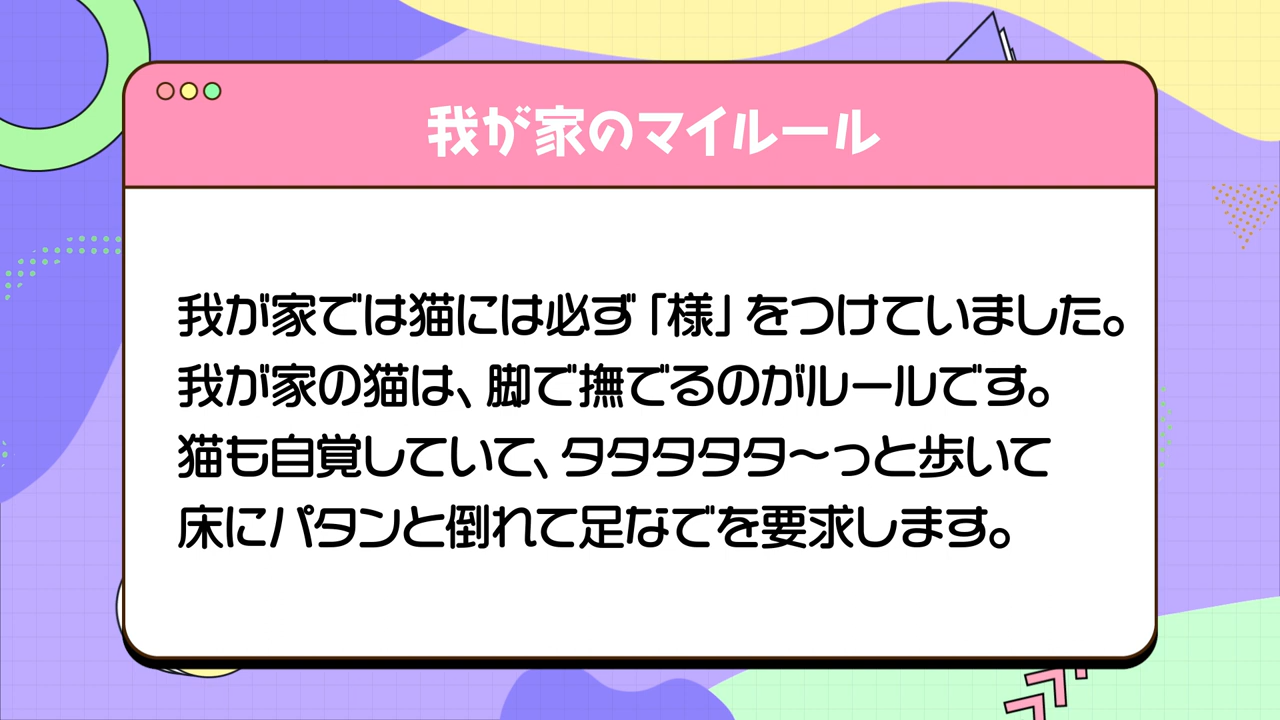 我が家のマイルール
我が家では猫には必ず「様」をつけていました。
我が家の猫は、脚で撫でるのがルールです。
猫も自覚していて、タタタタタ〜っと歩いて
床にパタンと倒れて足なでを要求します。